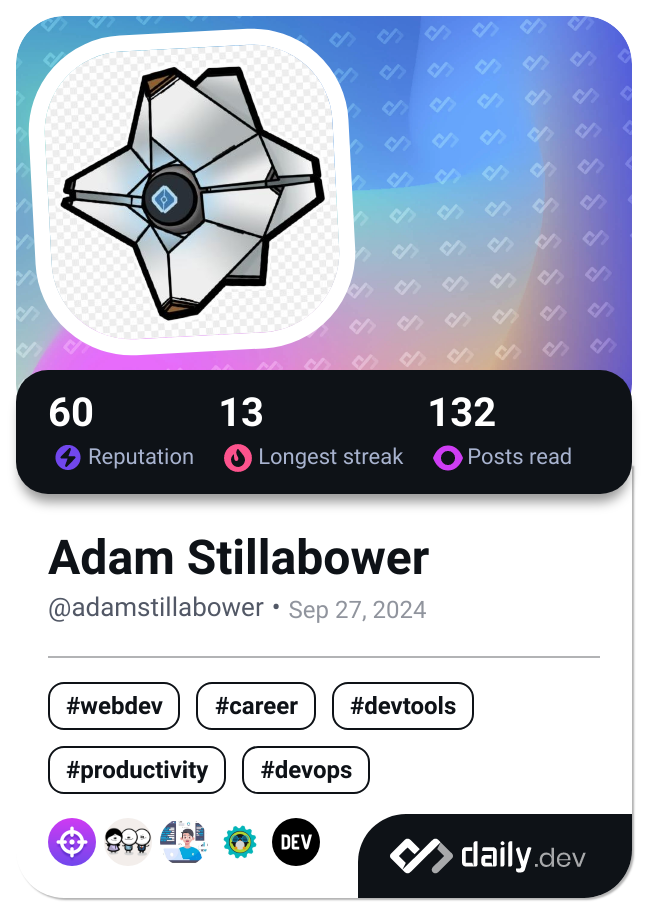 60 13 132
Reputation Longest streak Posts read
Adam Stillabower
@adamstillabower • Sep 27, 2024
#webdev #career #devtools
#productivity #devops
DEV
daily.dev